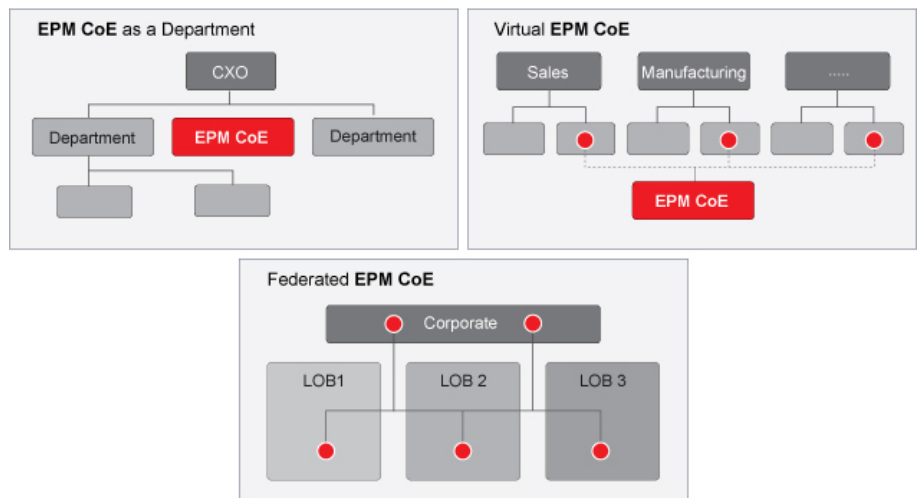 EPM CoE as a Department
CXO
Department
EPM CoE
Department
Virtual EPM CoE
Sales
Manufacturing
.....
EPM CoE
Federated EPM CoE
Corporate
LOB1
LOB 2
LOB 3